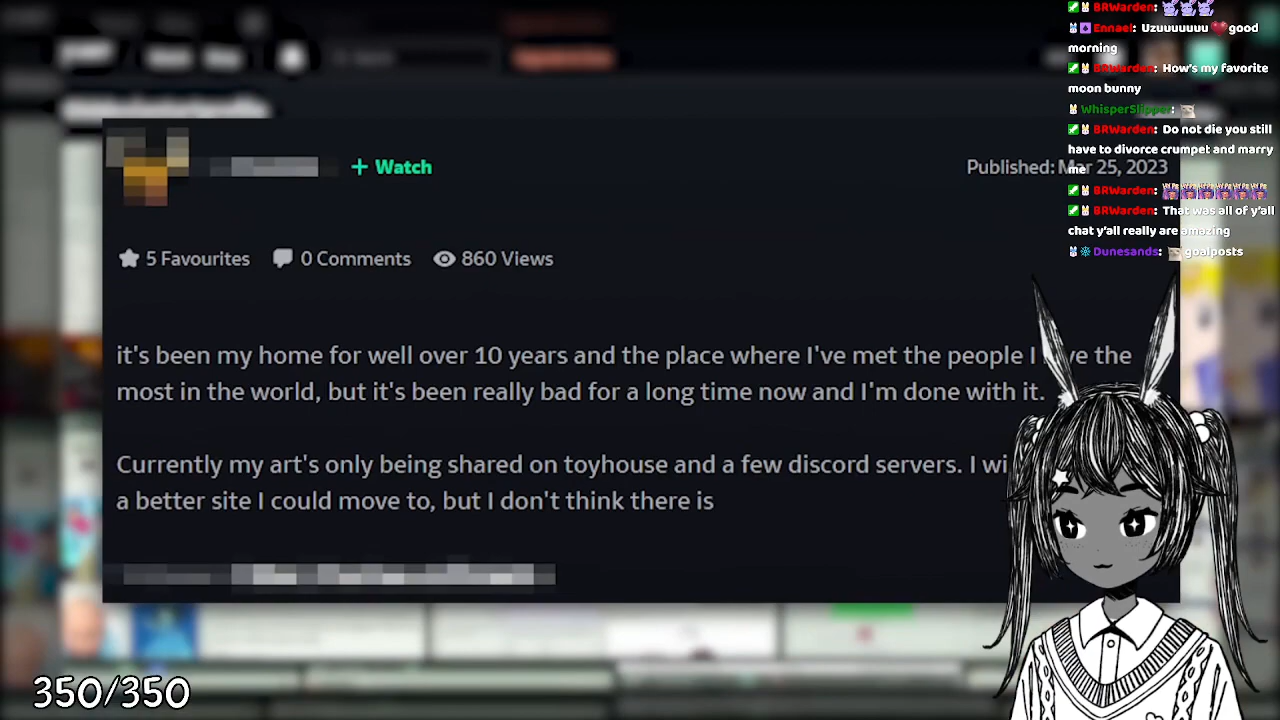 BRWarden:
Ennael: Uzuuuuuuu good
morning
BRWarden: How's my favorite
moon bunny
WhisperSlipper:
BRWarden: Do not die you still
have to divorce crumpet and marry
me
BRWarden:
BRWarden: That was all of y'all
chat y'all really are amazing
Dunesands: goalposts
+ Watch
Published: Mar 25, 2023
5 Favourites 0 Comments 860 Views
it's been my home for well over 10 years and the place where I've met the people I the
most in the world, but it's been really bad for a long time now and I'm done with it.
Currently my art's only being shared on toyhouse and a few discord servers. I
a better site I could move to, but I don't think there is
350/350